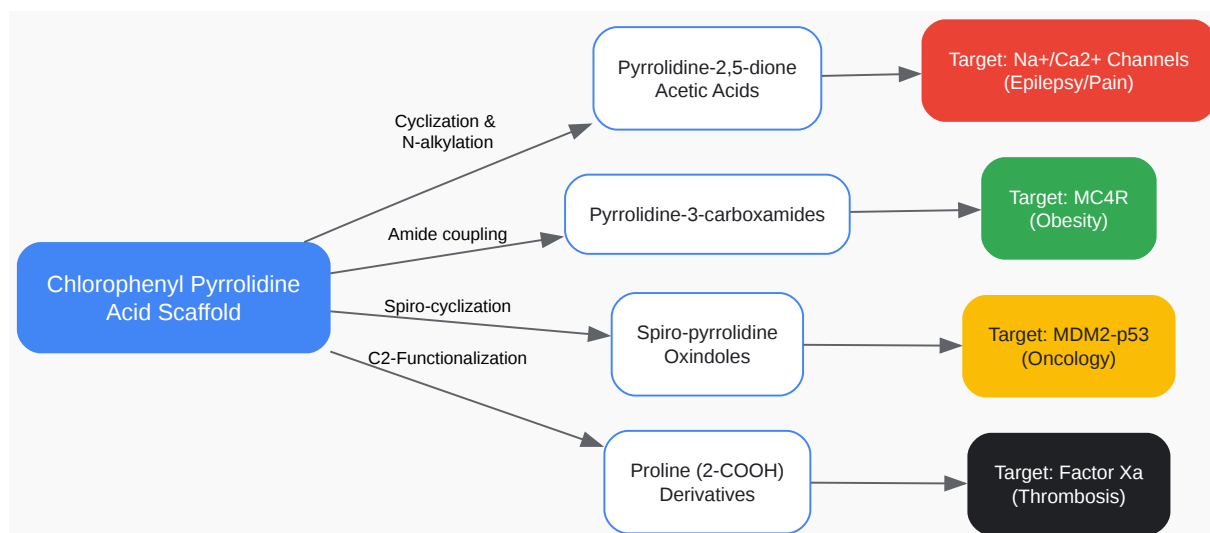 Chlorophenyl Pyrrolidine
Acid Scaffold
Cyclization &
N-alkylation
Amide coupling
Spiro-cyclization
C2-Functionalization
Pyrrolidine-2,5-dione
Acetic Acids
Pyrrolidine-3-carboxamides
Spiro-pyrrolidine
Oxindoles
Proline (2-COOH)
Derivatives
Target: Na+/Ca2+ Channels
(Epilepsy/Pain)
Target: MC4R
(Obesity)
Target: MDM2-p53
(Oncology)
Target: Factor Xa
(Thrombosis)